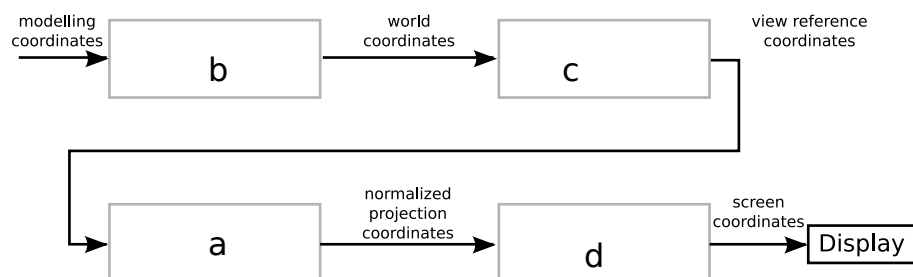 modelling
coordinates
b
world
coordinates
c
view reference
coordinates
a
normalized
projection
coordinates
d
screen
coordinates
Display